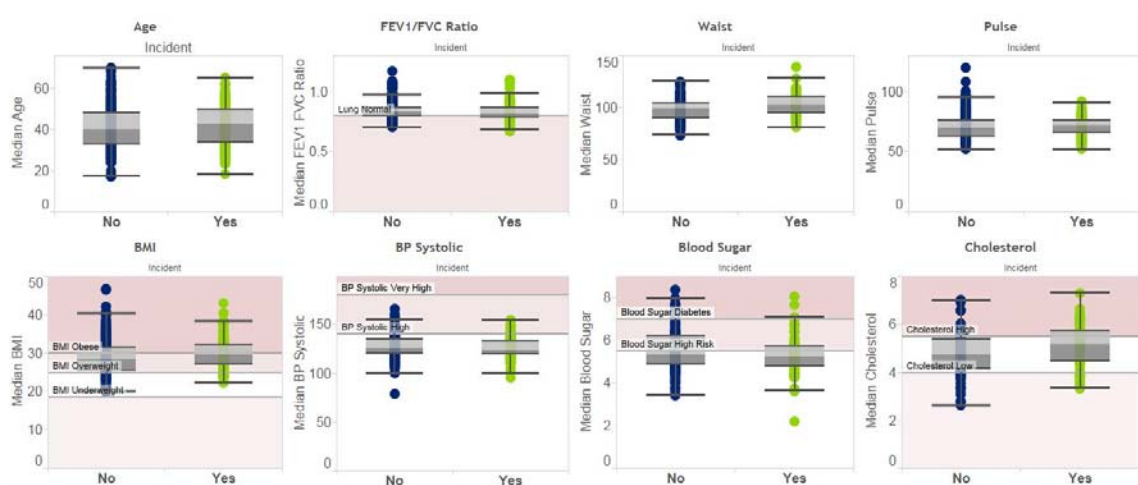 Age
Incident
Median Age
60
40
20
0
No Yes
FEV1/FVC Ratio
Incident
Median FEV1 FVC Ratio
1.0
Lung Normal
0.5
0.0
No Yes
Waist
Incident
Median Waist
150
100
50
0
No Yes
Pulse
Incident
Median Pulse
100
50
0
No Yes
BMI
Incident
Median BMI
50
40
BMI Obese
30
BMI Overweight
20
BMI Underweight
10
0
No Yes
BP Systolic
Incident
Median BP Systolic
BP Systolic Very High
150
BP Systolic High
100
50
0
No Yes
Blood Sugar
Incident
Median Blood Sugar
8
Blood Sugar Diabetes
6
Blood Sugar High Risk
4
2
0
No Yes
Cholesterol
Incident
Median Cholesterol
8
6
Cholesterol High
4
Cholesterol Low
2
0
No Yes